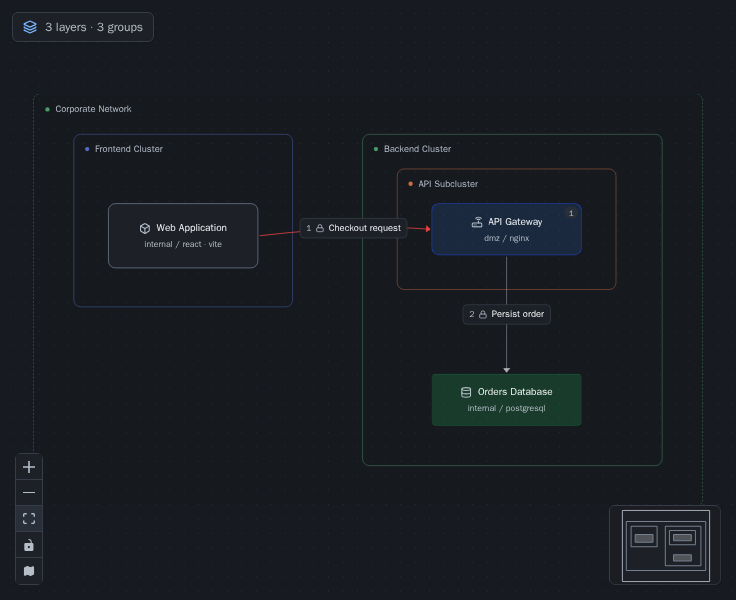 3 layers · 3 groups
Corporate Network
Frontend Cluster
Backend Cluster
API Subcluster
Web Application
internal / react · vite
1 Checkout request
API Gateway
1
dmz / nginx
2 Persist order
Orders Database
internal / postgresql